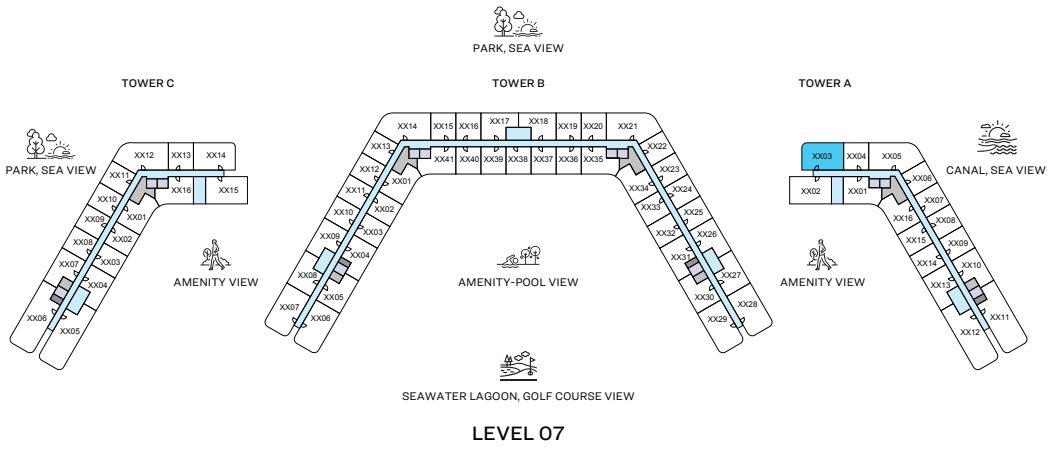 PARK, SEA VIEW
TOWER C
TOWER B
TOWER A
PARK, SEA VIEW
CANAL, SEA VIEW
XX12
XX13
XX14
XX11
XX16
XX15
XX10
XX01
XX09
XX02
XX08
XX03
XX07
XX04
XX06
XX05
XX14
XX15
XX16
XX17
XX18
XX19
XX20
XX21
XX13
XX41
XX40
XX39
XX38
XX37
XX36
XX35
XX22
XX12
XX01
XX34
XX23
XX11
XX02
XX33
XX24
XX10
XX03
XX32
XX25
XX09
XX04
XX31
XX26
XX08
XX05
XX30
XX27
XX07
XX06
XX29
XX28
XX03
XX04
XX05
XX02
XX01
XX06
XX16
XX07
XX15
XX08
XX14
XX09
XX13
XX10
XX12
XX11
AMENITY VIEW
AMENITY-POOL VIEW
AMENITY VIEW
SEAWATER LAGOON, GOLF COURSE VIEW
LEVEL 07